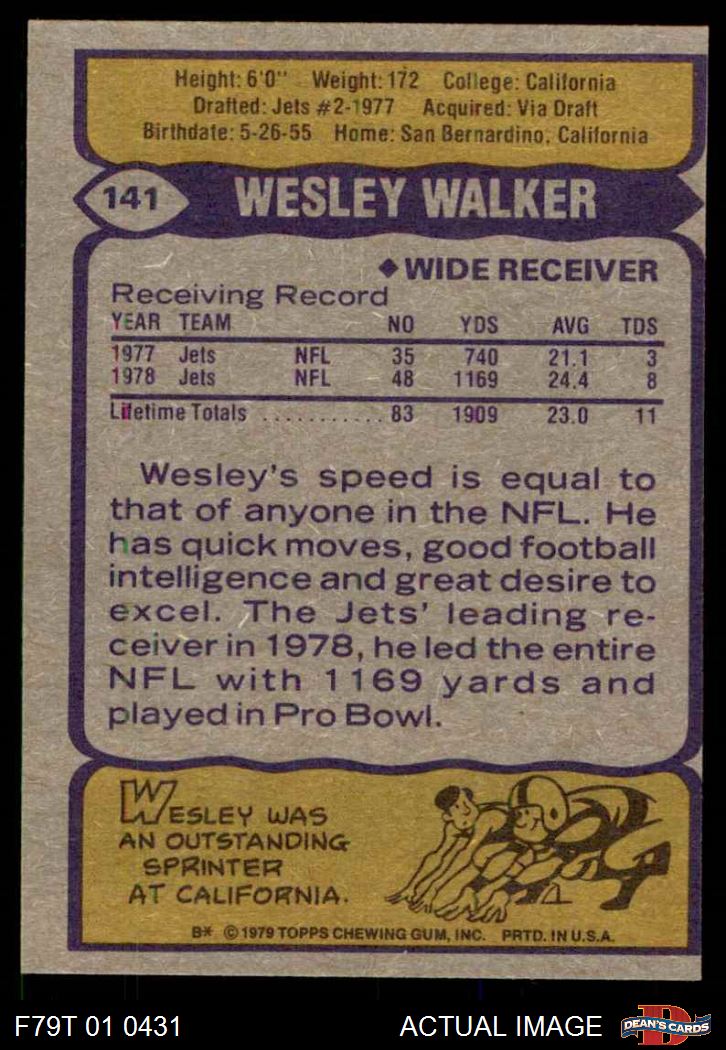 Height: 6'0" Weight: 172 College: California
Drafted: Jets #2-1977 Acquired: Via Draft
Birthdate: 5-26-55 Home: San Bernardino, California
141 WESLEY WALKER
◆ WIDE RECEIVER
Receiving Record
YEAR TEAM NO YDS AVG TDS
1977 Jets NFL 35 740 21.1 3
1978 Jets NFL 48 1169 24.4 8
Lifetime Totals ........... 83 1909 23.0 11
Wesley's speed is equal to
that of anyone in the NFL. He
has quick moves, good football
intelligence and great desire to
excel. The Jets' leading re-
ceiver in 1978, he led the entire
NFL with 1169 yards and
played in Pro Bowl.
WESLEY WAS
AN OUTSTANDING
SPRINTER
AT CALIFORNIA.
B* © 1979 TOPPS CHEWING GUM, INC. PRTD. IN U.S.A.
F79T 01 0431 ACTUAL IMAGE D DEAN'S CARDS